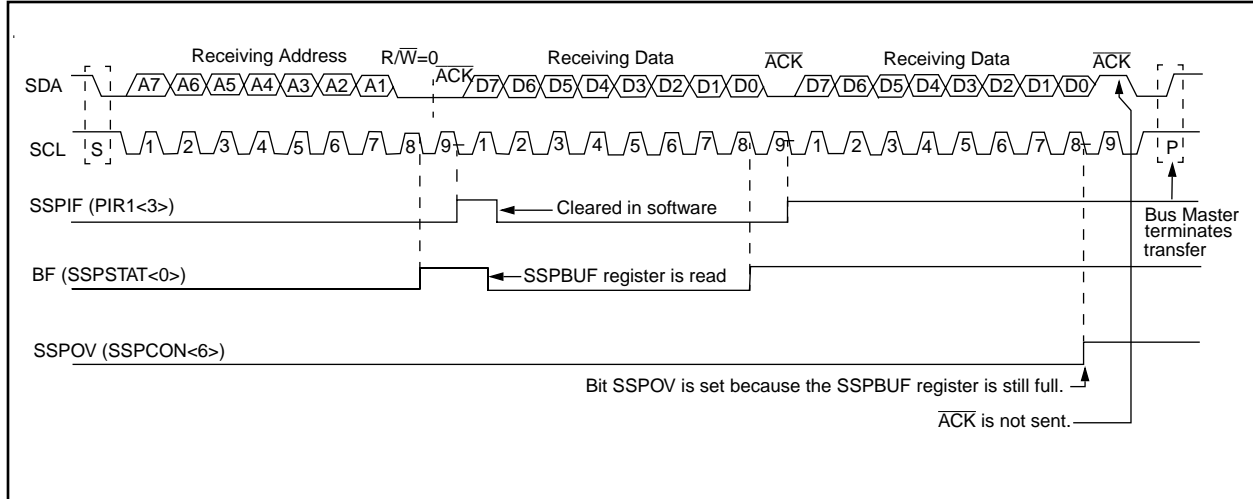 Receiving Address R/W̅=0 Receiving Data Receiving Data
A̅C̅K̅ A̅C̅K̅ A̅C̅K̅
SDA A7 A6 A5 A4 A3 A2 A1 D7 D6 D5 D4 D3 D2 D1 D0 D7 D6 D5 D4 D3 D2 D1 D0
SCL S 1 2 3 4 5 6 7 8 9 1 2 3 4 5 6 7 8 9 1 2 3 4 5 6 7 8 9 P
SSPIF (PIR1<3>)
Cleared in software
Bus Master
terminates
transfer
BF (SSPSTAT<0>)
SSPBUF register is read
SSPOV (SSPCON<6>)
Bit SSPOV is set because the SSPBUF register is still full.
A̅C̅K̅ is not sent.